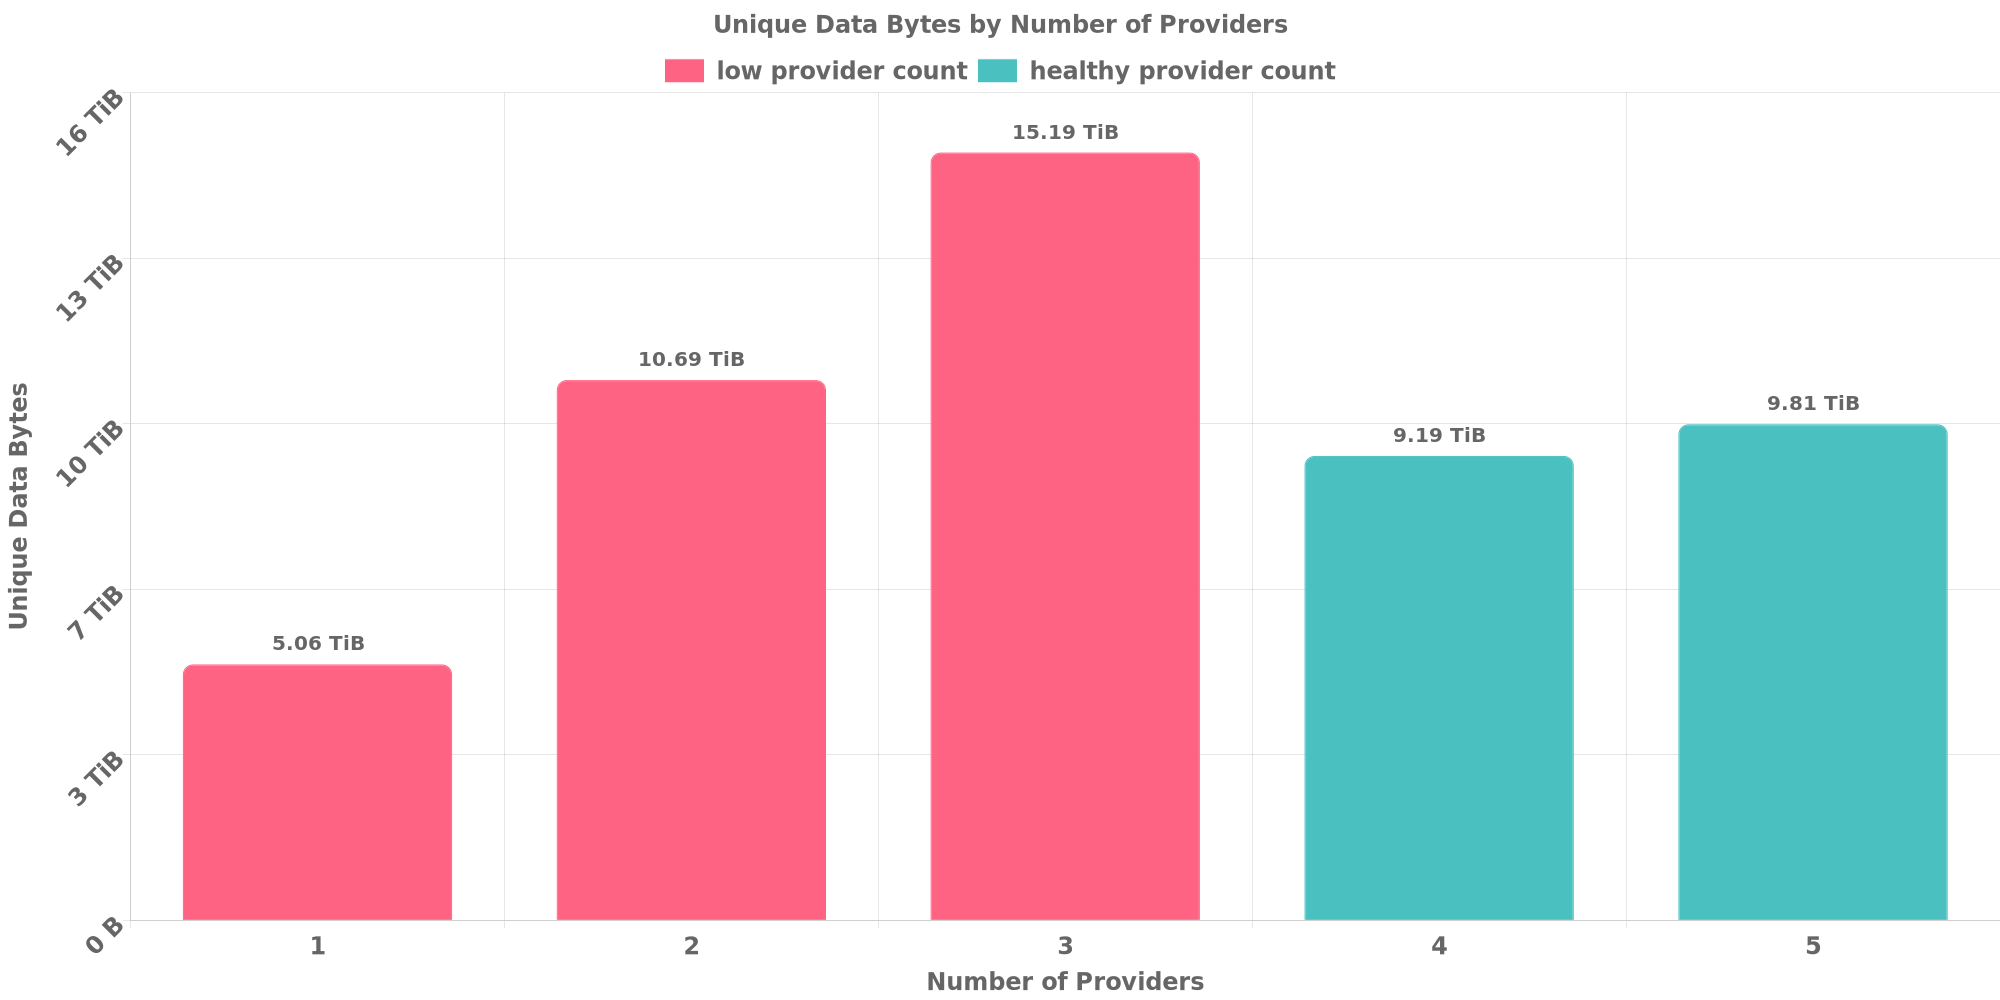 Unique Data Bytes by Number of Providers
low provider count healthy provider count
16 TiB
13 TiB
10 TiB
7 TiB
3 TiB
0 B
Unique Data Bytes
5.06 TiB
10.69 TiB
15.19 TiB
9.19 TiB
9.81 TiB
1 2 3 4 5
Number of Providers